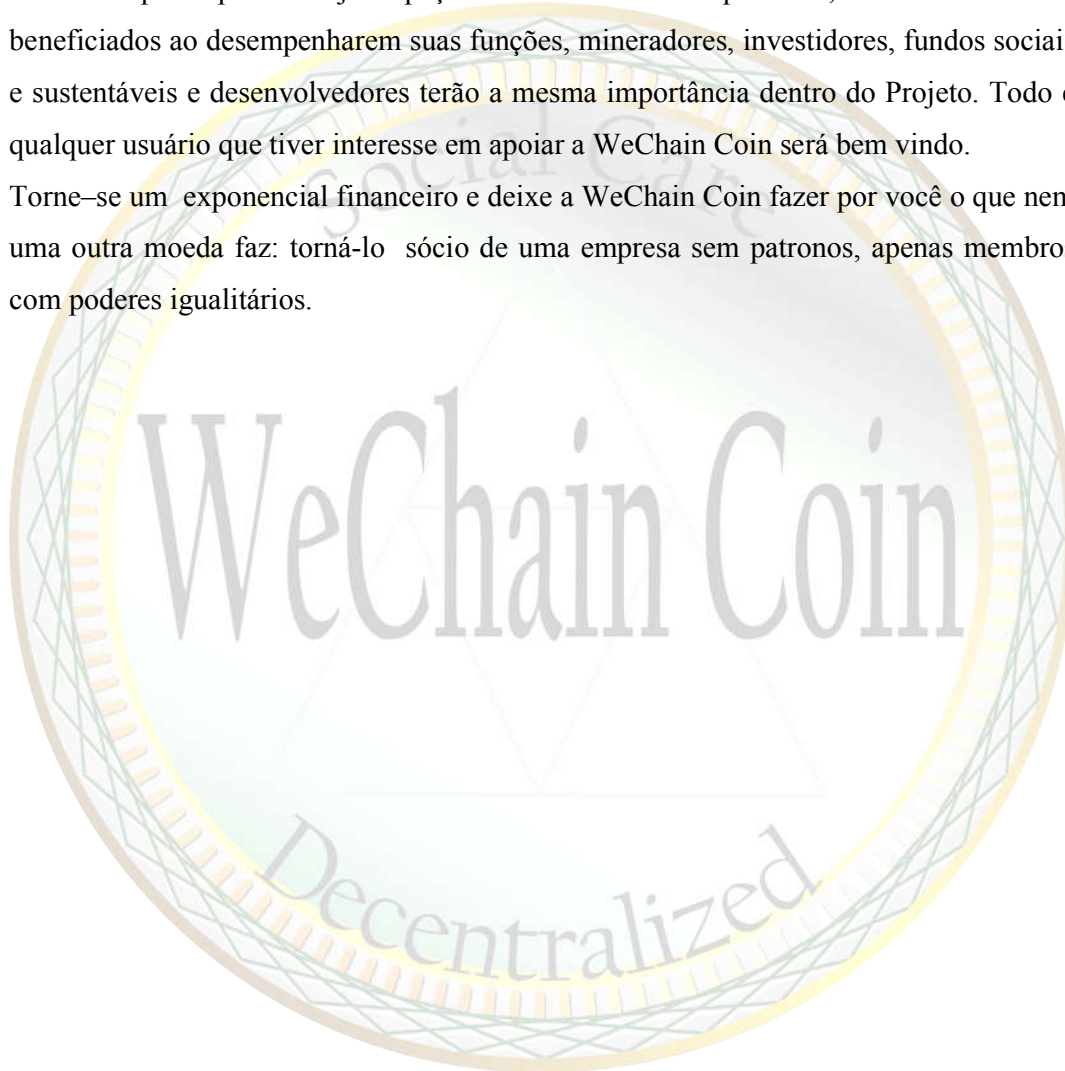 beneficiados ao desempenharem suas funções, mineradores, investidores, fundos sociai
e sustentáveis e desenvolvedores terão a mesma importância dentro do Projeto. Todo e
qualquer usuário que tiver interesse em apoiar a WeChain Coin será bem vindo.
Torne–se um exponencial financeiro e deixe a WeChain Coin fazer por você o que nen
uma outra moeda faz: torná-lo sócio de uma empresa sem patronos, apenas membros
com poderes igualitários.
Social Care
WeChain Coin
Decentralized